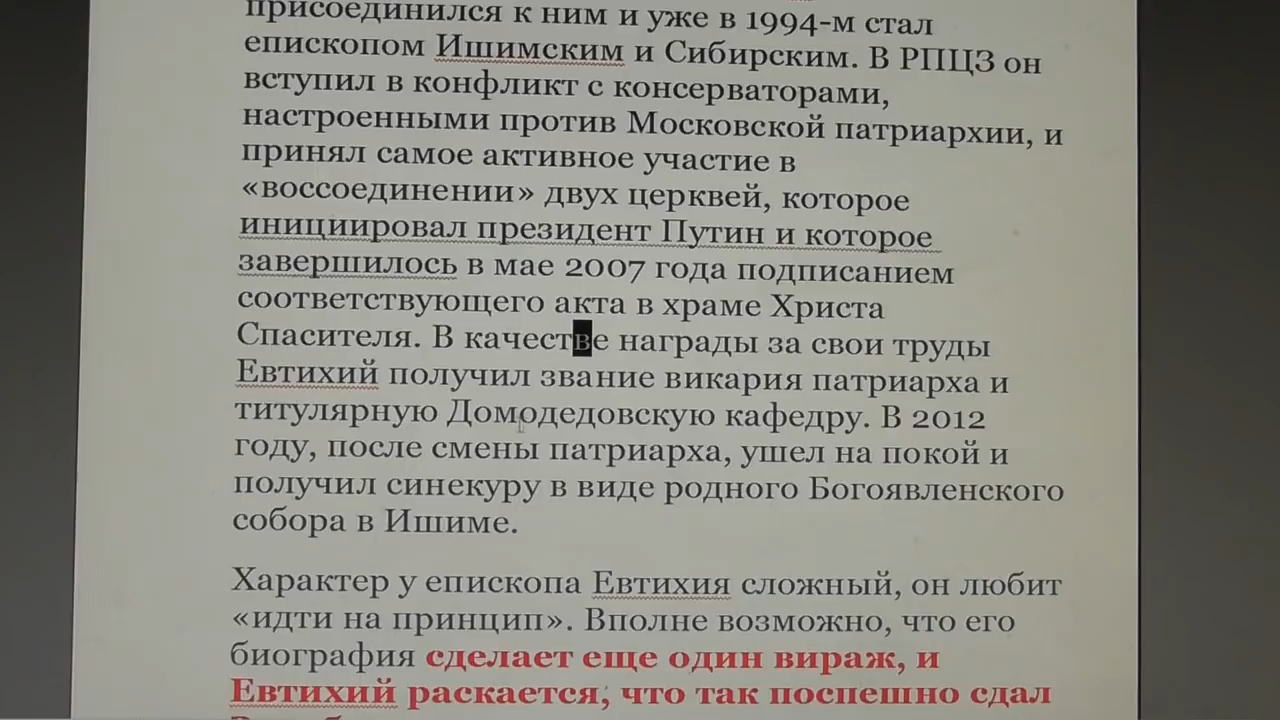 присоединился к ним и уже в 1994-м стал
епископом Ишимским и Сибирским. В РПЦЗ он
вступил в конфликт с консерваторами,
настроенными против Московской патриархии, и
принял самое активное участие в
«воссоединении» двух церквей, которое
инициировал президент Путин и которое
завершилось в мае 2007 года подписанием
соответствующего акта в храме Христа
Спасителя. В качестве награды за свои труды
Евтихий получил звание викария патриарха и
титулярную Домодедовскую кафедру. В 2012
году, после смены патриарха, ушел на покой и
получил синекуру в виде родного Богоявленского
собора в Ишиме.
Характер у епископа Евтихия сложный, он любит
«идти на принцип». Вполне возможно, что его
биография сделает еще один вираж, и
Евтихий раскается, что так поспешно сдал